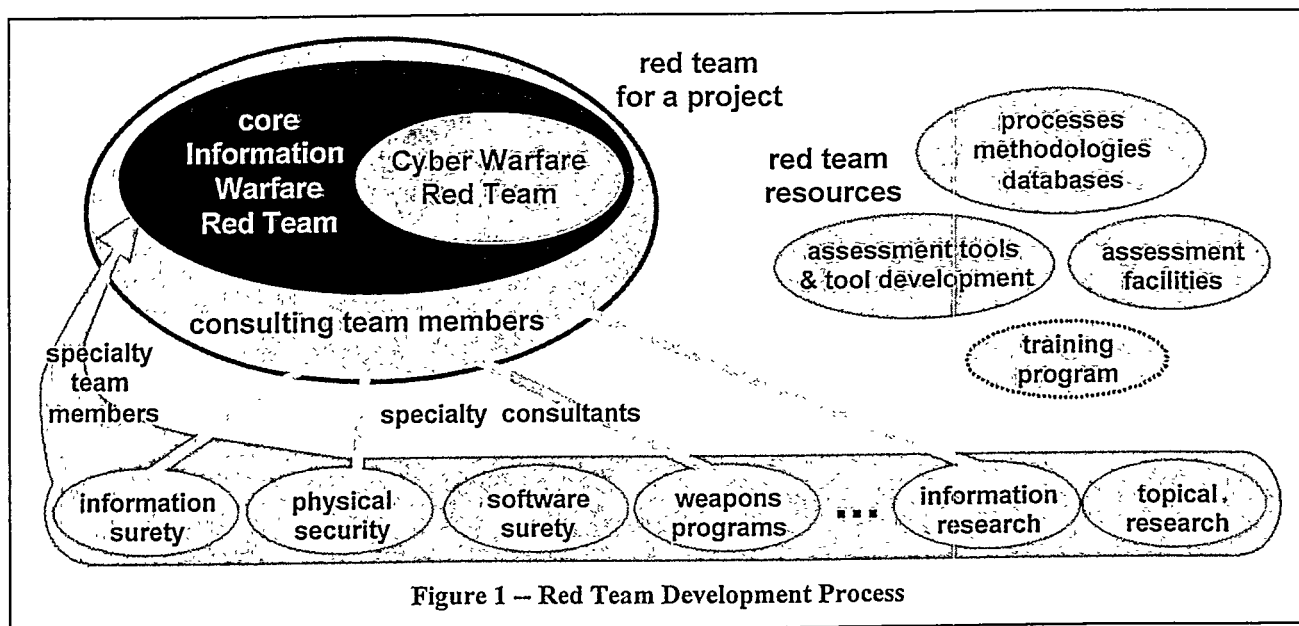 red team
for a project
core
Information
Warfare
Red Team
Cyber Warfare
Red Team
consulting team members
red team
resources
processes
methodologies
databases
assessment tools
& tool development
assessment
facilities
training
program
specialty
team
members
specialty consultants
information
surety
physical
security
software
surety
weapons
programs
...
information
research
topical
research
Figure 1 – Red Team Development Process